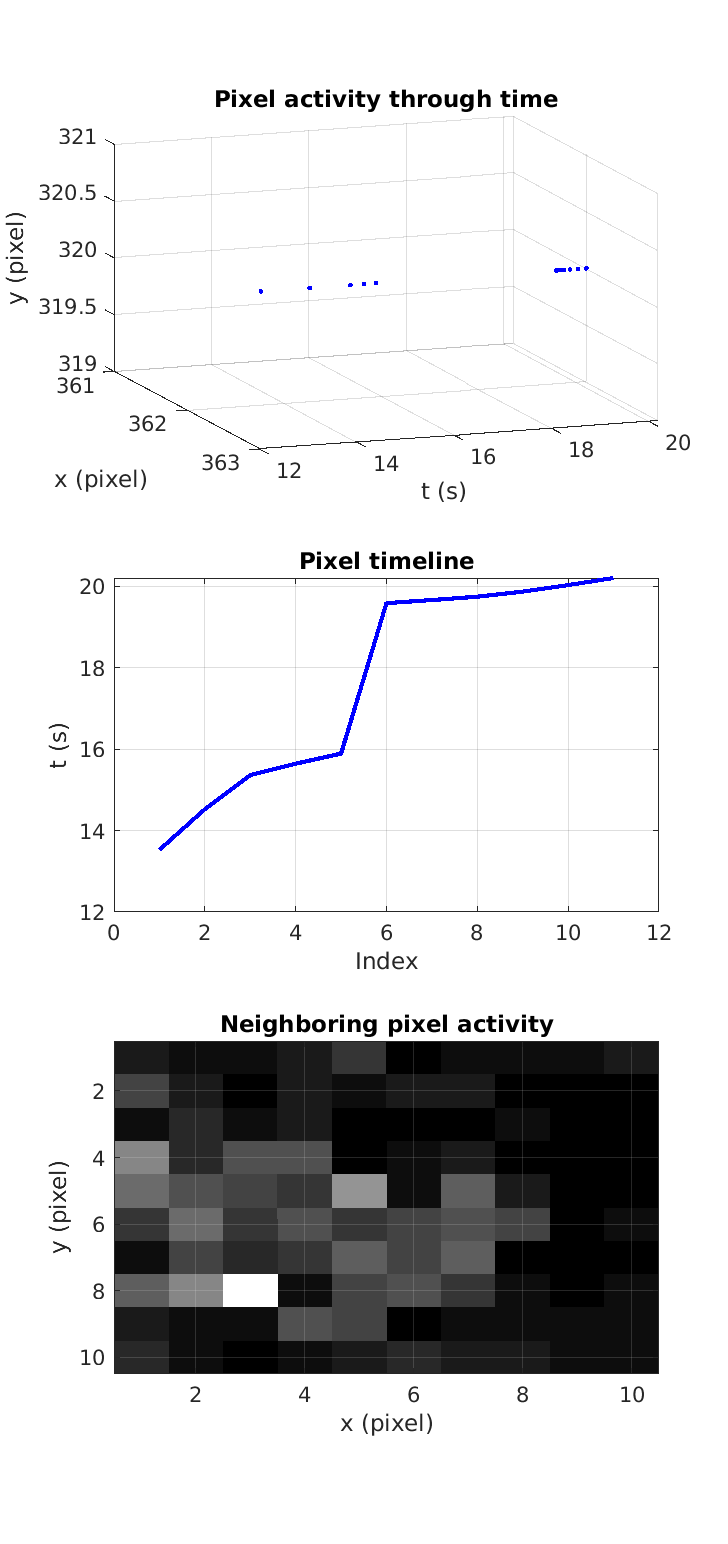 Pixel activity through time
321
320.5
320
319.5
319
y (pixel)
361
362
363
x (pixel)
12
14
16
18
20
t (s)
Pixel timeline
20
18
16
14
12
t (s)
0 2 4 6 8 10 12
Index
Neighboring pixel activity
2
4
6
8
10
y (pixel)
2 4 6 8 10
x (pixel)